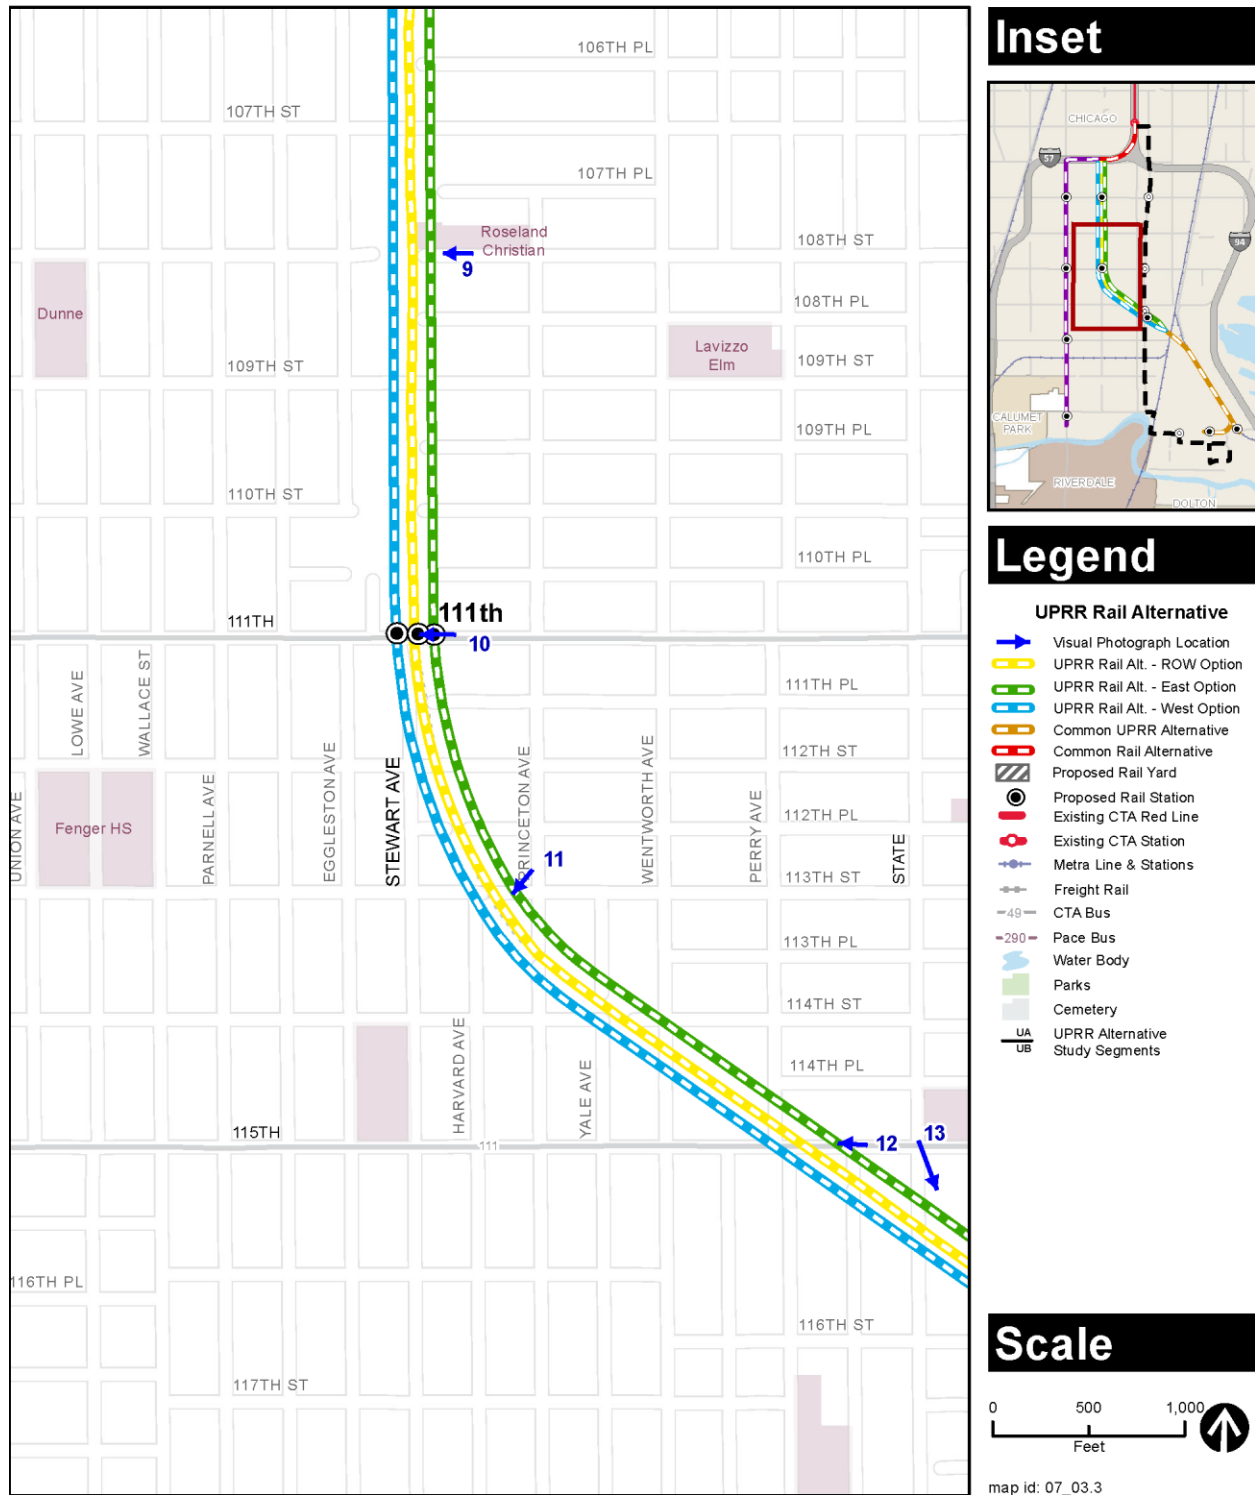 106TH PL
107TH ST
107TH PL
Roseland
Christian
108TH ST
9
108TH PL
Dunne
Lavizzo
Elm
109TH ST
109TH ST
109TH PL
110TH ST
110TH PL
111th
111TH
10
111TH PL
LOWE AVE
WALLACE ST
112TH ST
UNION AVE
Fenger HS
PARNELL AVE
EGGLESTON AVE
STEWART AVE
PRINCETON AVE
WENTWORTH AVE
PERRY AVE
STATE
112TH PL
11
113TH ST
113TH PL
114TH ST
HARVARD AVE
YALE AVE
114TH PL
115TH
111
12
13
116TH PL
116TH ST
117TH ST
Inset
CHICAGO
57
94
CALUMET
PARK
RIVERDALE
DOLTON
Legend
UPRR Rail Alternative
Visual Photograph Location
UPRR Rail Alt. - ROW Option
UPRR Rail Alt. - East Option
UPRR Rail Alt. - West Option
Common UPRR Alternative
Common Rail Alternative
Proposed Rail Yard
Proposed Rail Station
Existing CTA Red Line
Existing CTA Station
Metra Line & Stations
Freight Rail
49 CTA Bus
290 Pace Bus
Water Body
Parks
Cemetery
UA UPRR Alternative
UB Study Segments
Scale
0 500 1,000
Feet
map id: 07_03.3